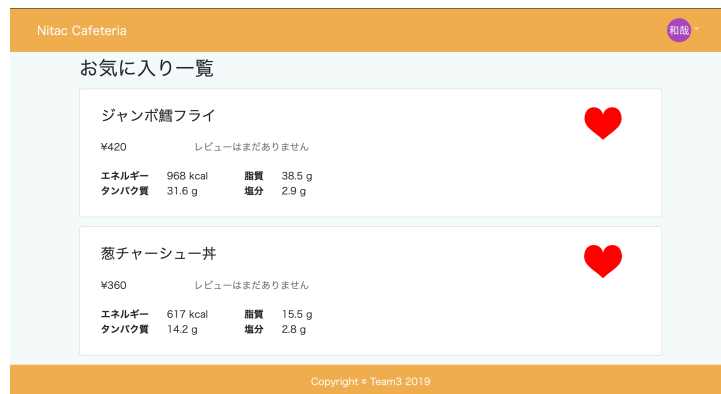 Nitac Cafeteria
和哉
お気に入り一覧
ジャンボ鱈フライ
¥420 レビューはまだありません
エネルギー 968 kcal 脂質 38.5 g
タンパク質 31.6 g 塩分 2.9 g
葱チャーシュー丼
¥360 レビューはまだありません
エネルギー 617 kcal 脂質 15.5 g
タンパク質 14.2 g 塩分 2.8 g
Copyright © Team3 2019